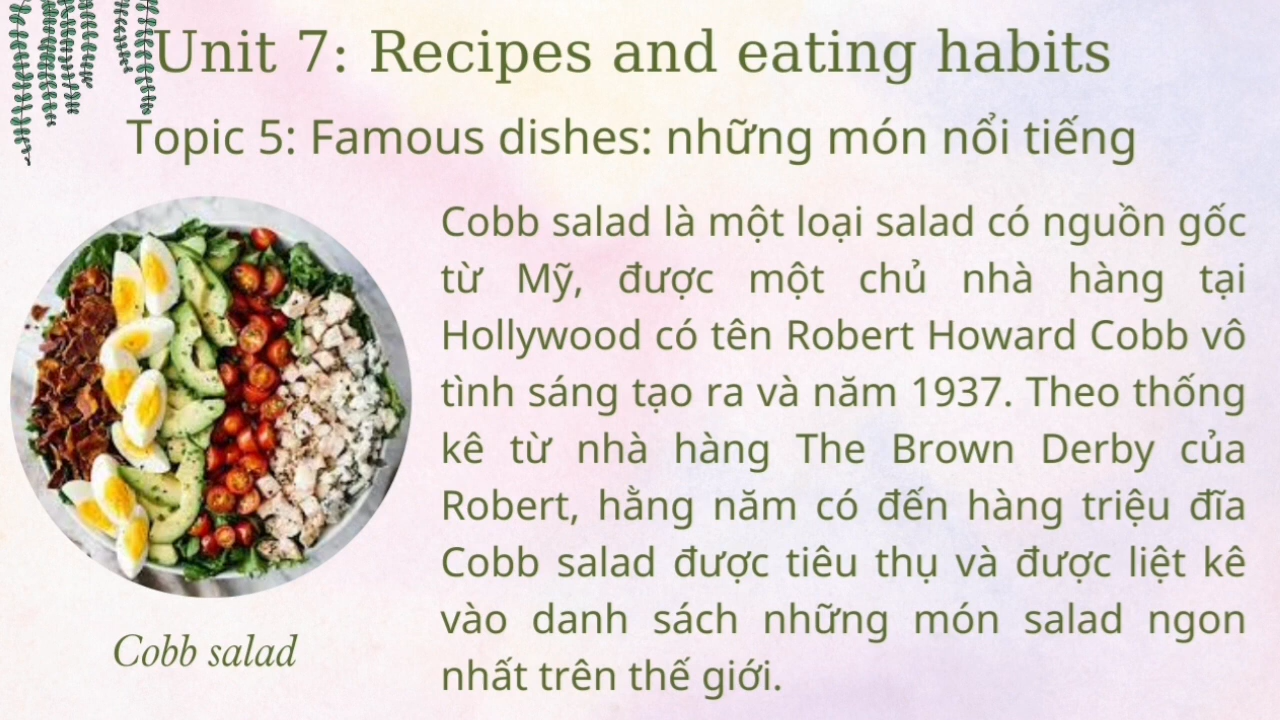 Unit 7: Recipes and eating habits
Topic 5: Famous dishes: những món nổi tiếng
Cobb salad là một loại salad có nguồn gốc
từ Mỹ, được một chủ nhà hàng tại
Hollywood có tên Robert Howard Cobb vô
tình sáng tạo ra và năm 1937. Theo thống
kê từ nhà hàng The Brown Derby của
Robert, hằng năm có đến hàng triệu đĩa
Cobb salad được tiêu thụ và được liệt kê
vào danh sách những món salad ngon
nhất trên thế giới.
Cobb salad